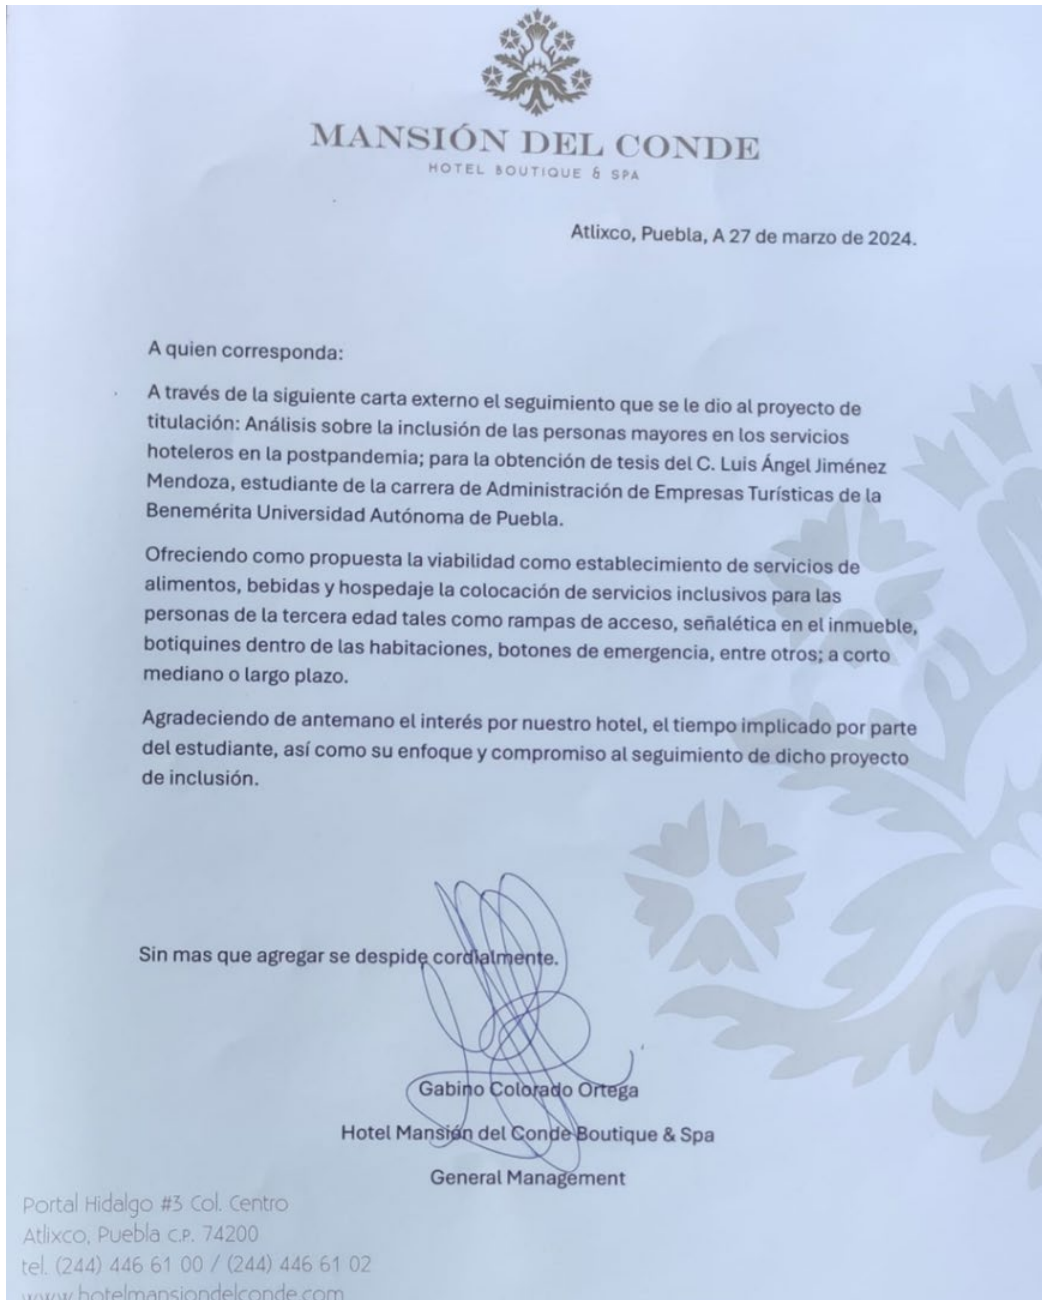 MANSIÓN DEL CONDE
HOTEL BOUTIQUE & SPA
Atlixco, Puebla, A 27 de marzo de 2024.
A quien corresponda:
A través de la siguiente carta externo el seguimiento que se le dio al proyecto de
titulación: Análisis sobre la inclusión de las personas mayores en los servicios
hoteleros en la postpandemia; para la obtención de tesis del C. Luis Ángel Jiménez
Mendoza, estudiante de la carrera de Administración de Empresas Turísticas de la
Benemérita Universidad Autónoma de Puebla.
Ofreciendo como propuesta la viabilidad como establecimiento de servicios de
alimentos, bebidas y hospedaje la colocación de servicios inclusivos para las
personas de la tercera edad tales como rampas de acceso, señalética en el inmueble,
botiquines dentro de las habitaciones, botones de emergencia, entre otros; a corto
mediano o largo plazo.
Agradeciendo de antemano el interés por nuestro hotel, el tiempo implicado por parte
del estudiante, así como su enfoque y compromiso al seguimiento de dicho proyecto
de inclusión.
Sin mas que agregar se despide cordialmente.
Gabino Colorado Ortega
Hotel Mansión del Conde Boutique & Spa
General Management
Portal Hidalgo #3 Col. Centro
Atlixco, Puebla C.P. 74200
tel. (244) 446 61 00 / (244) 446 61 02
www.hotelmansiondelconde.com